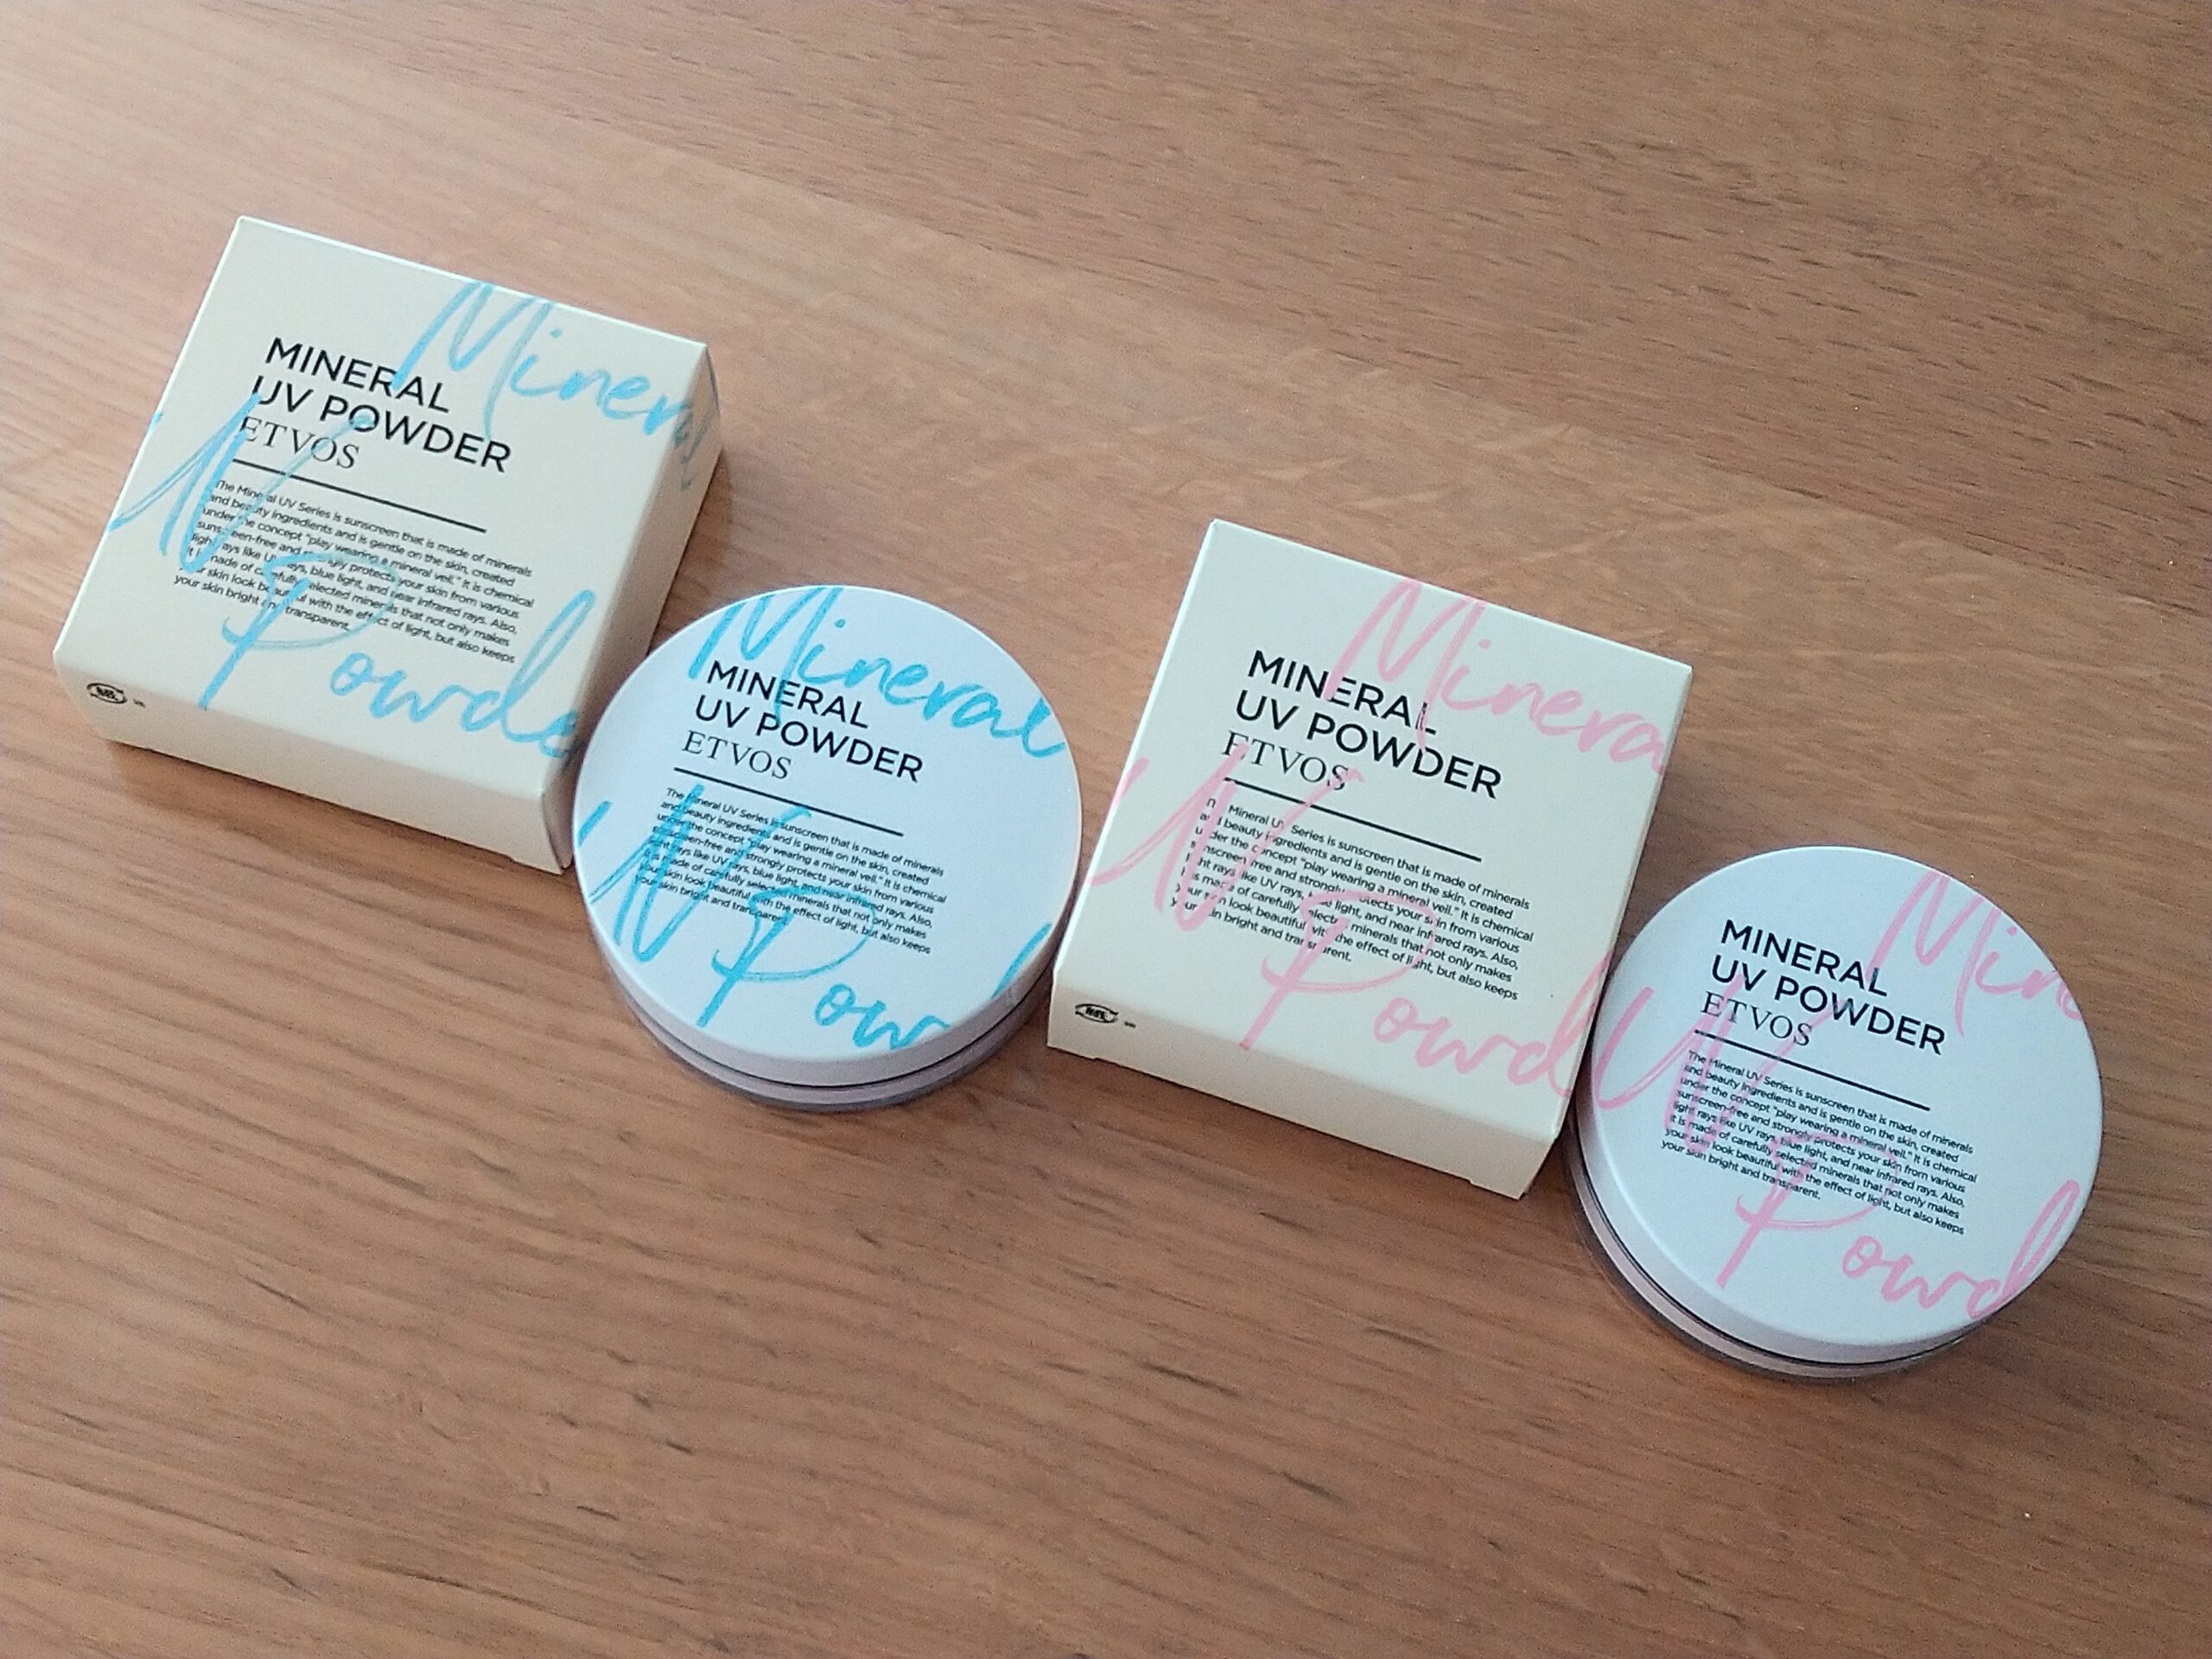 Mineral
UV
Powde
MINERAL
UV POWDER
ETVOS
The Mineral UV Series is sunscreen that is made of minerals
and beauty ingredients and is gentle on the skin, created
under the concept "play wearing a mineral veil." It is chemical
sunscreen-free and strongly protects your skin from various
light rays like UV rays, blue light, and near infrared rays. Also,
it is made of carefully selected minerals that not only makes
your skin look beautiful with the effect of light, but also keeps
your skin bright and transparent.
Mineral
UV
Pow
MINERAL
UV POWDER
ETVOS
The Mineral UV Series is sunscreen that is made of minerals
and beauty ingredients and is gentle on the skin, created
under the concept "play wearing a mineral veil." It is chemical
sunscreen-free and strongly protects your skin from various
light rays like UV rays, blue light, and near infrared rays. Also,
it is made of carefully selected minerals that not only makes
your skin look beautiful with the effect of light, but also keeps
your skin bright and transparent.
Minera
UV
Powd
MINERAL
UV POWDER
ETVOS
The Mineral UV Series is sunscreen that is made of minerals
and beauty ingredients and is gentle on the skin, created
under the concept "play wearing a mineral veil." It is chemical
sunscreen-free and strongly protects your skin from various
light rays like UV rays, blue light, and near infrared rays. Also,
it is made of carefully selected minerals that not only makes
your skin look beautiful with the effect of light, but also keeps
your skin bright and transparent.
Mine
UV
Powd
MINERAL
UV POWDER
ETVOS
The Mineral UV Series is sunscreen that is made of minerals
and beauty ingredients and is gentle on the skin, created
under the concept "play wearing a mineral veil." It is chemical
sunscreen-free and strongly protects your skin from various
light rays like UV rays, blue light, and near infrared rays. Also,
it is made of carefully selected minerals that not only makes
your skin look beautiful with the effect of light, but also keeps
your skin bright and transparent.